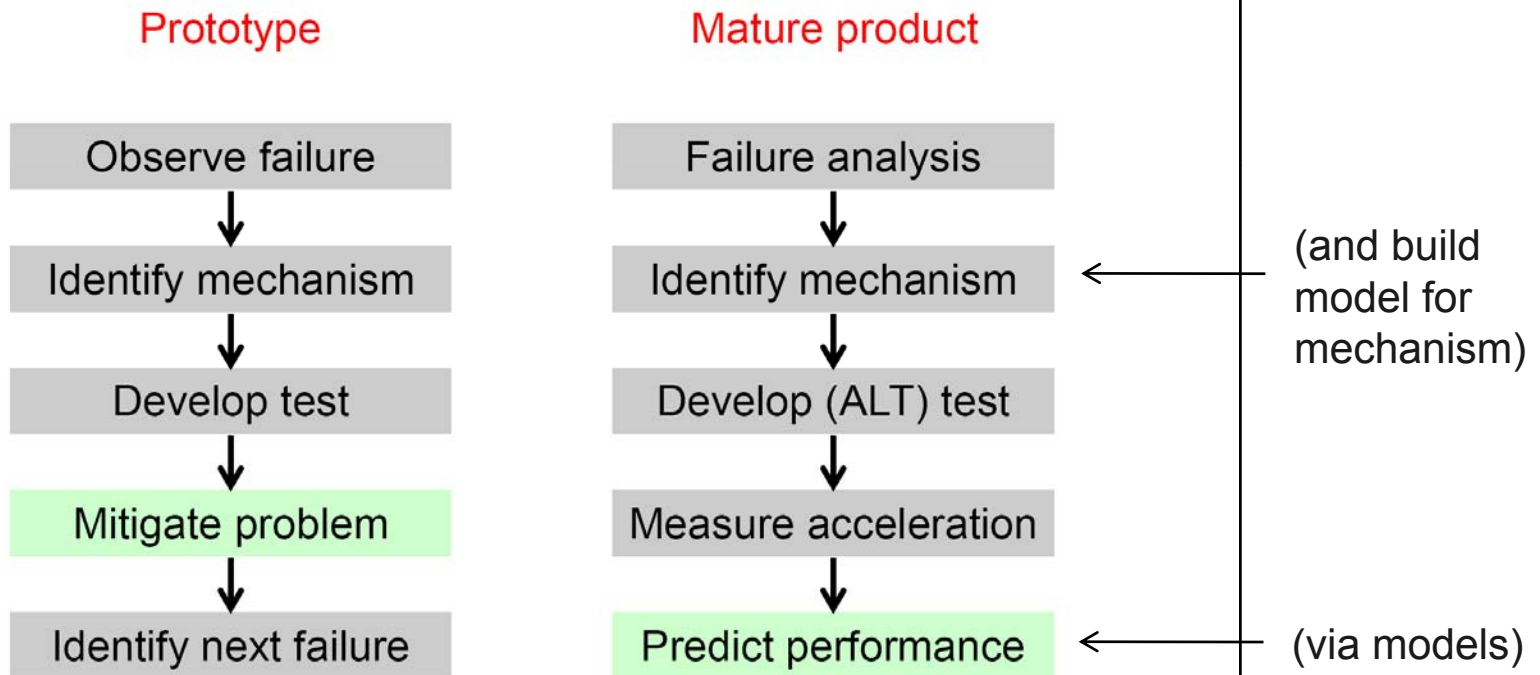 Prototype
Observe failure
Identify mechanism
Develop test
Mitigate problem
Identify next failure
Mature product
Failure analysis
Identify mechanism
Develop (ALT) test
Measure acceleration
Predict performance
(and build
model for
mechanism)
(via models)